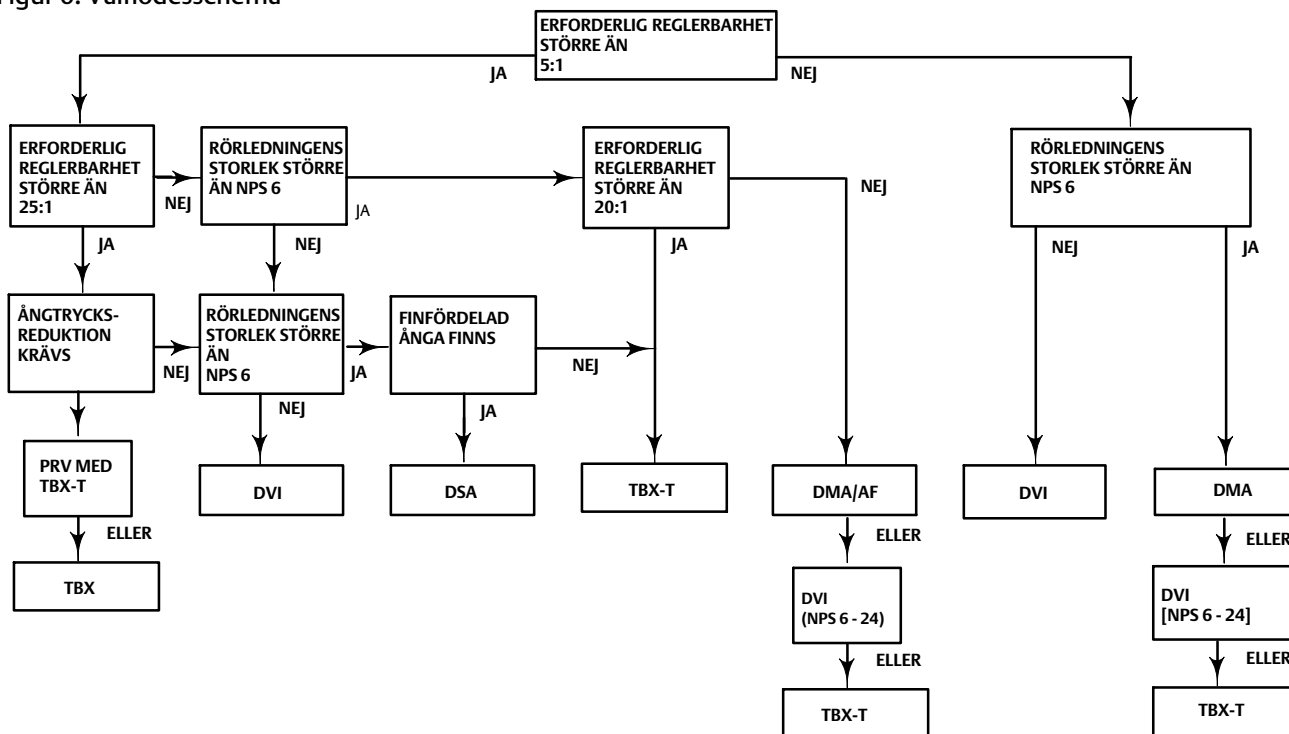 ERFORDERLIG REGLERBARHET
STÖRRE ÄN
5:1
JA
NEJ
ERFORDERLIG
REGLERBARHET
STÖRRE ÄN
25:1
NEJ
JA
RÖRLEDNINGENS
STORLEK STÖRRE
ÄN NPS 6
JA
NEJ
ERFORDERLIG
REGLERBARHET
STÖRRE ÄN
20:1
NEJ
JA
RÖRLEDNINGENS
STORLEK STÖRRE ÄN
NPS 6
NEJ
JA
ÅNGTRYCKS-
REDUKTION
KRÄVS
NEJ
RÖRLEDNINGENS
STORLEK STÖRRE
ÄN
NPS 6
JA
NEJ
FINFÖRDELAD
ÅNGA FINNS
NEJ
JA
PRV MED
TBX-T
ELLER
TBX
DVI
DSA
TBX-T
DMA/AF
ELLER
DVI
(NPS 6 - 24)
ELLER
TBX-T
DVI
DMA
ELLER
DVI
[NPS 6 - 24]
ELLER
TBX-T